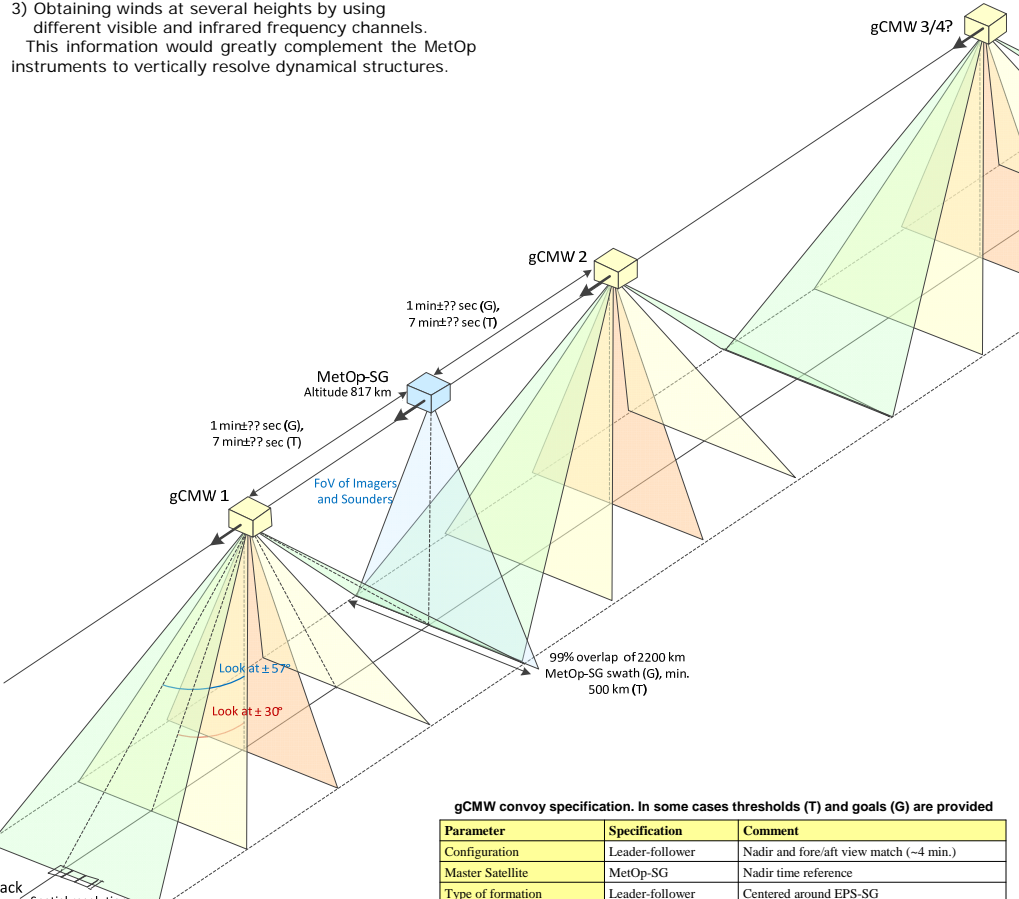 3) Obtaining winds at several heights by using
different visible and infrared frequency channels.
This information would greatly complement the MetOp
instruments to vertically resolve dynamical structures.
gCMW 3/4?
gCMW 2
1 min±?? sec (G),
7 min±?? sec (T)
MetOp-SG
Altitude 817 km
1 min±?? sec (G),
7 min±?? sec (T)
FoV of Imagers
and Sounders
gCMW 1
99% overlap of 2200 km
MetOp-SG swath (G), min.
500 km (T)
Look at ± 57°
Look at ± 30°
gCMW convoy specification. In some cases thresholds (T) and goals (G) are provided
Parameter Specification Comment
Configuration Leader-follower Nadir and fore/aft view match (~4 min.)
Master Satellite MetOp-SG Nadir time reference
Type of formation Leader-follower Centered around EPS-SG
ack